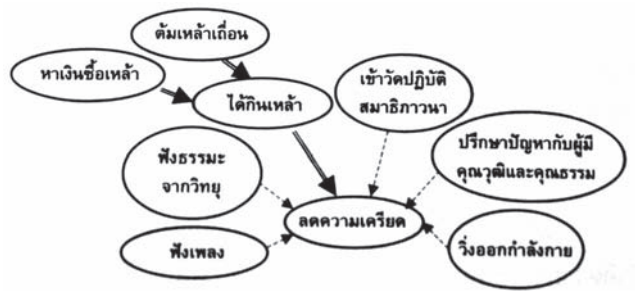 ต้มเหล้าเถื่อน
หาเงินซื้อเหล้า
ได้กินเหล้า
เข้าวัดปฏิบัติ
สมาธิภาวนา
ฟังธรรมะ
จากวิทยุ
ปรึกษาปัญหากับผู้มี
คุณวุฒิและคุณธรรม
ลดความเครียด
ฟังเพลง
วิ่งออกกำลังกาย